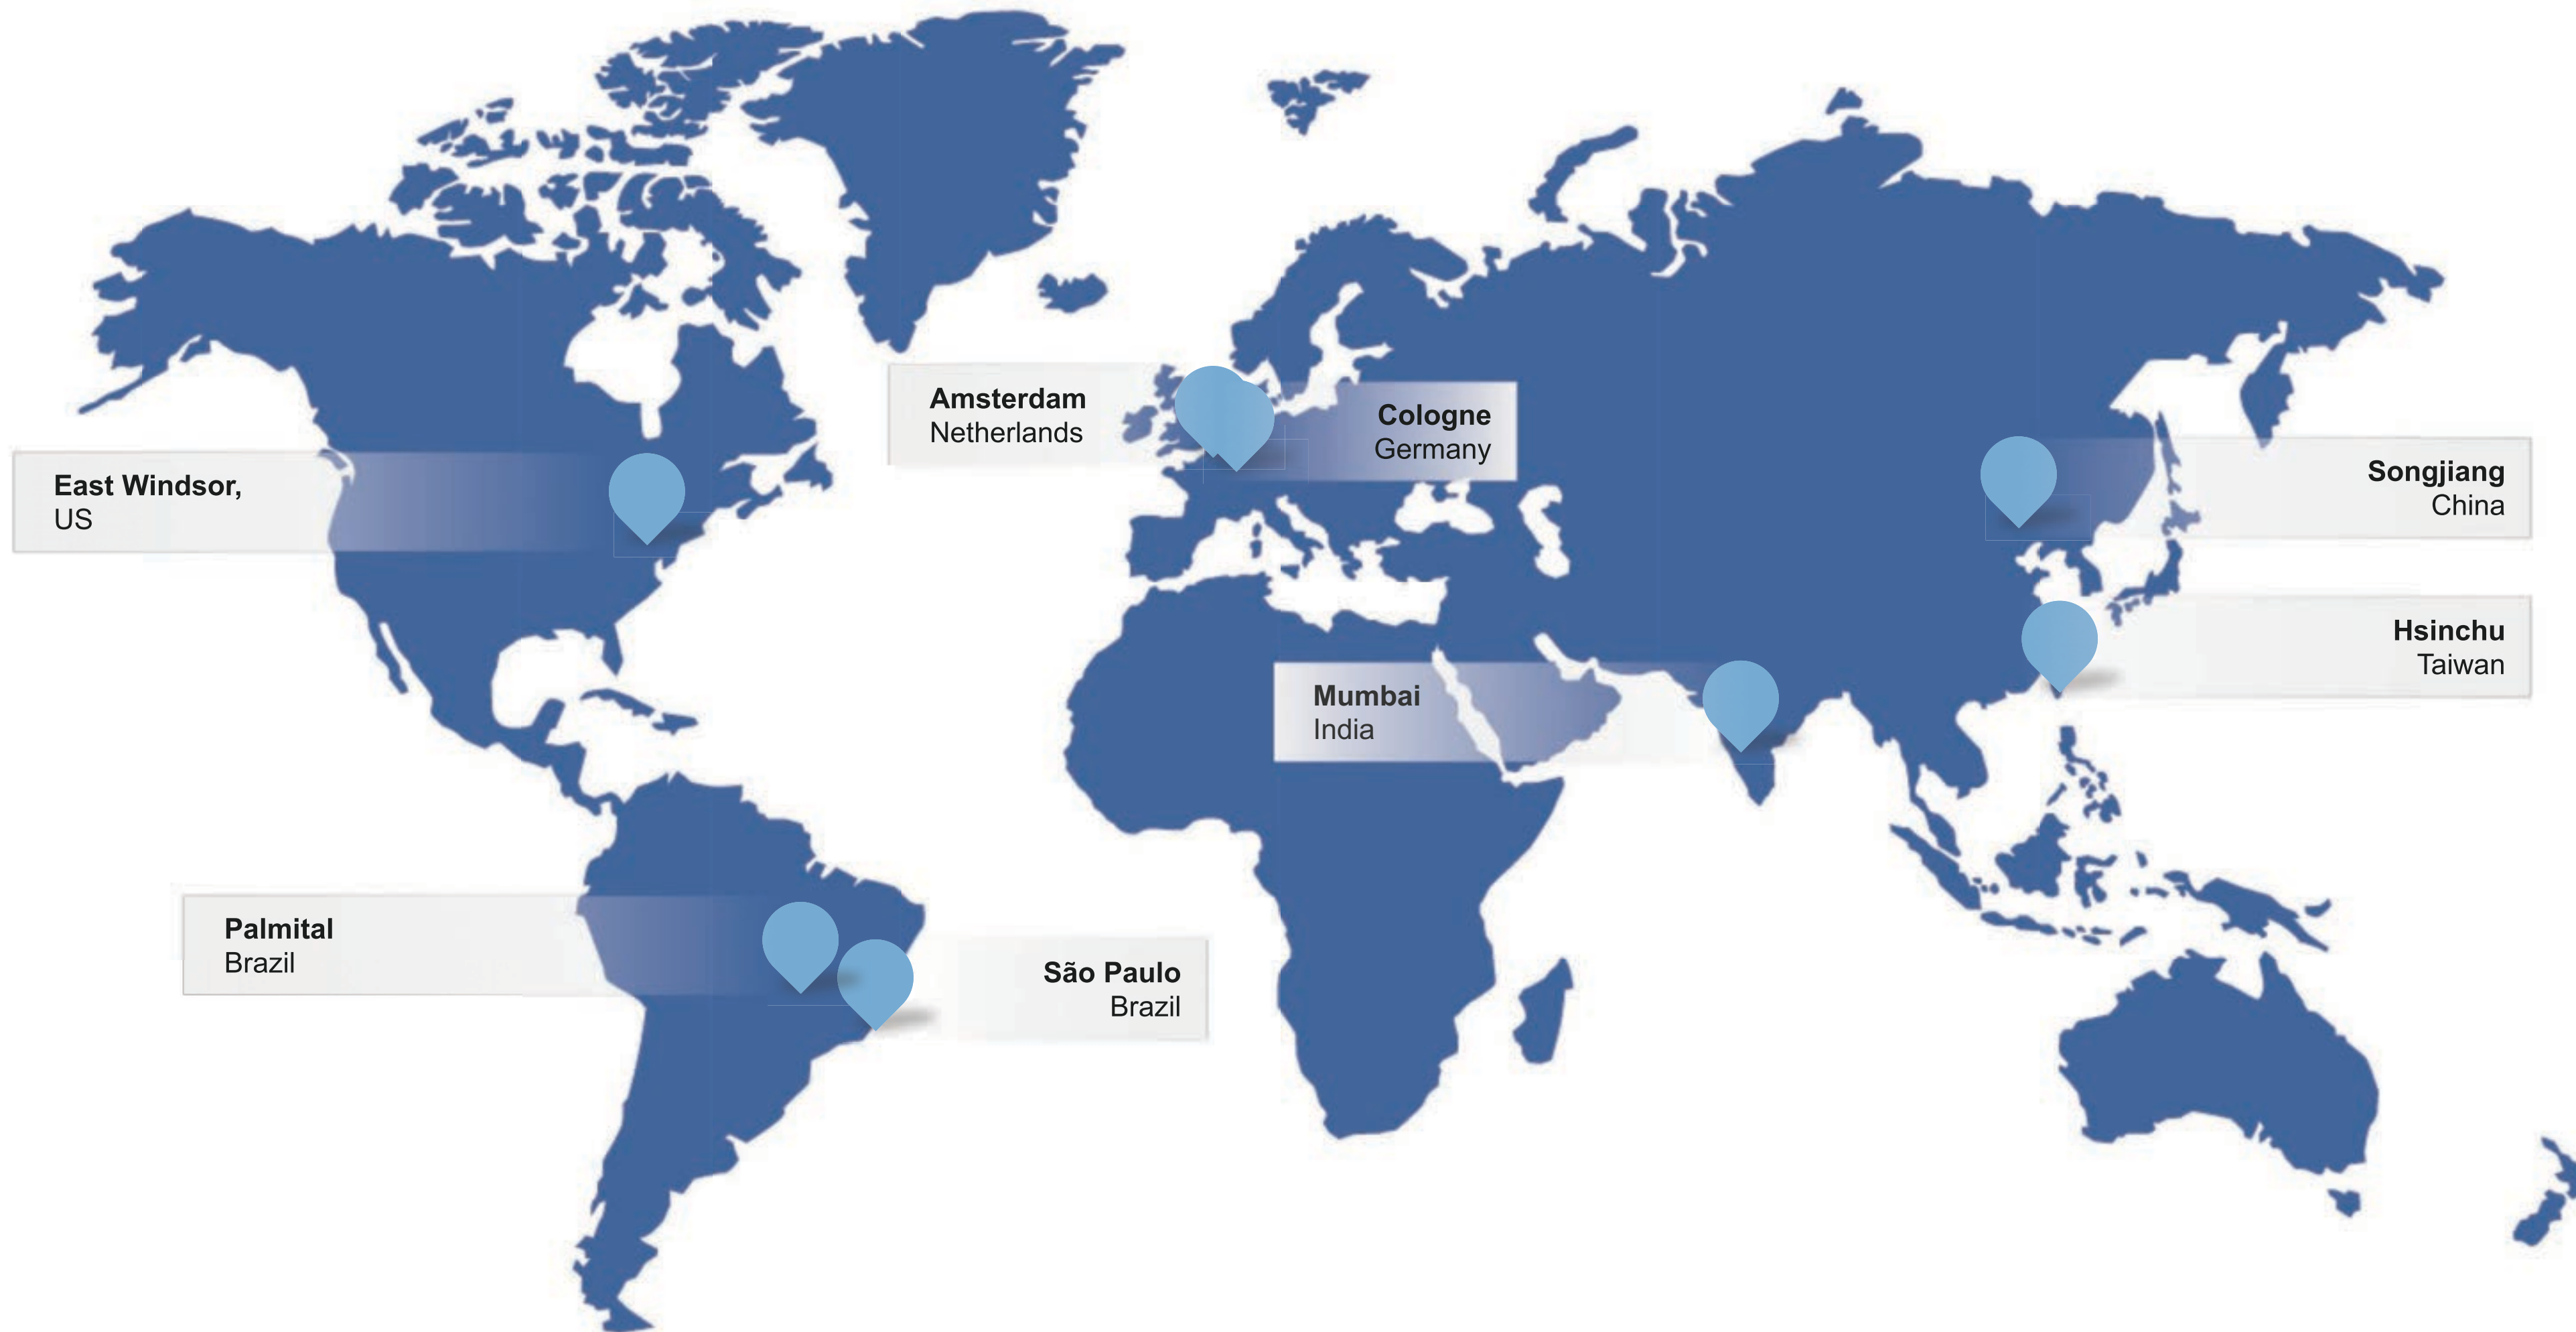 Amsterdam
Netherlands
Cologne
Germany
East Windsor,
US
Songjiang
China
Hsinchu
Taiwan
Mumbai
India
Palmital
Brazil
São Paulo
Brazil